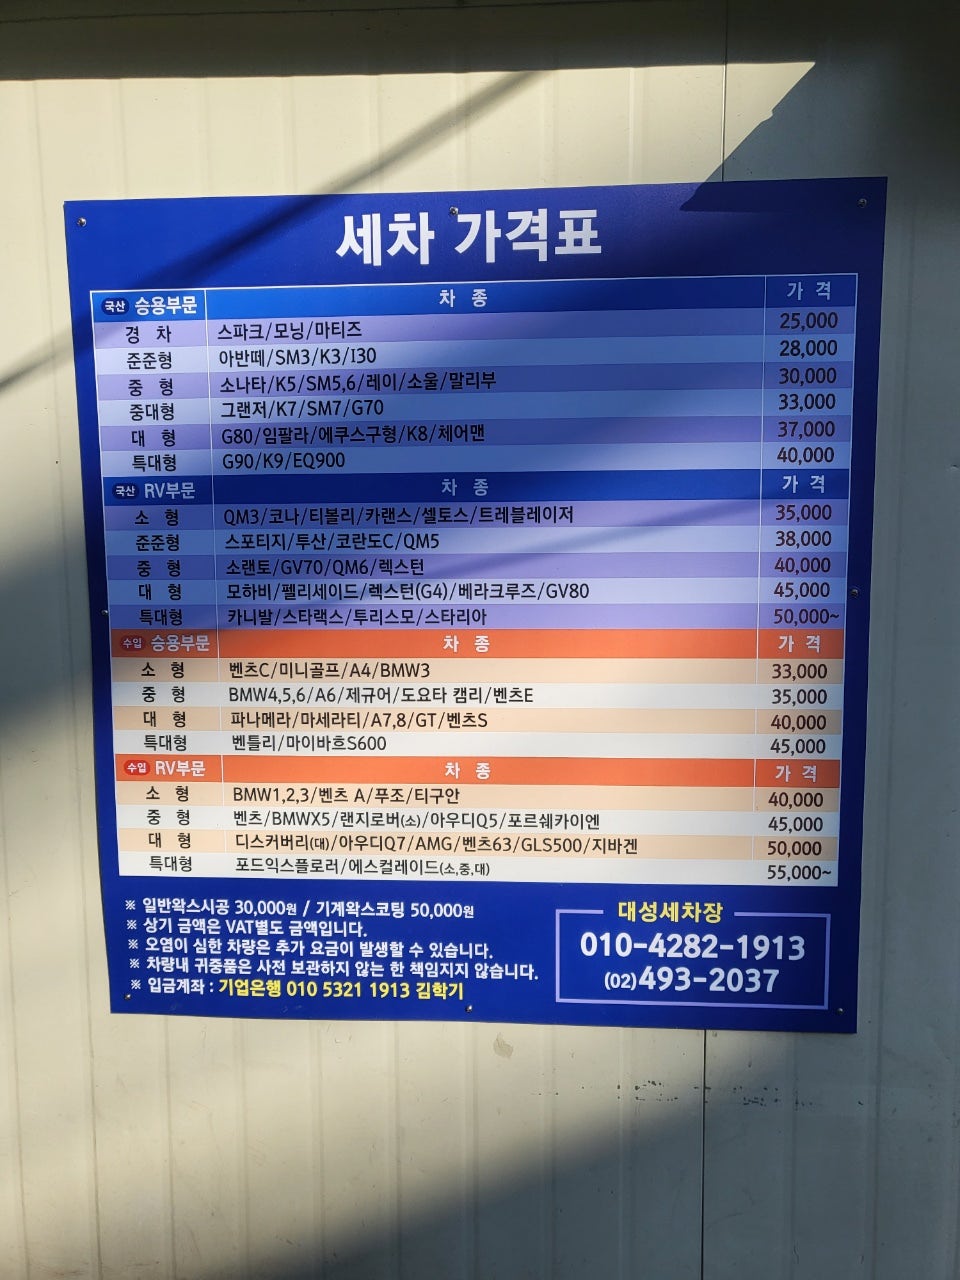 세차 가격표
국산 승용부문 차 종 가 격
경 차 스파크/모닝/마티즈 25,000
준준형 아반떼/SM3/K3/I30 28,000
중 형 소나타/K5/SM5,6/레이/소울/말리부 30,000
중대형 그랜저/K7/SM7/G70 33,000
대 형 G80/임팔라/에쿠스구형/K8/체어맨 37,000
특대형 G90/K9/EQ900 40,000
국산 RV부문 차 종 가 격
소 형 QM3/코나/티볼리/카랜스/셀토스/트레블레이저 35,000
준준형 스포티지/투산/코란도C/QM5 38,000
중 형 소랜토/GV70/QM6/렉스턴 40,000
대 형 모하비/펠리세이드/렉스턴(G4)/베라크루즈/GV80 45,000
특대형 카니발/스타랙스/투리스모/스타리아 50,000~
수입 승용부문 차 종 가 격
소 형 벤츠C/미니골프/A4/BMW3 33,000
중 형 BMW4,5,6/A6/제규어/도요타 캠리/벤츠E 35,000
대 형 파나메라/마세라티/A7,8/GT/벤츠S 40,000
특대형 벤틀리/마이바흐S600 45,000
수입 RV부문 차 종 가 격
소 형 BMW1,2,3/벤츠 A/푸조/티구안 40,000
중 형 벤츠/BMWX5/랜지로버(소)/아우디Q5/포르쉐카이엔 45,000
대 형 디스커버리(대)/아우디Q7/AMG/벤츠63/GLS500/지바겐 50,000
특대형 포드익스플로러/에스컬레이드(소,중,대) 55,000~
※ 일반왁스시공 30,000원 / 기계왁스코팅 50,000원
※ 상기 금액은 VAT별도 금액입니다.
※ 오염이 심한 차량은 추가 요금이 발생할 수 있습니다.
※ 차량내 귀중품은 사전 보관하지 않는 한 책임지지 않습니다.
※ 입금계좌 : 기업은행 010 5321 1913 김학기
대성세차장
010-4282-1913
(02)493-2037